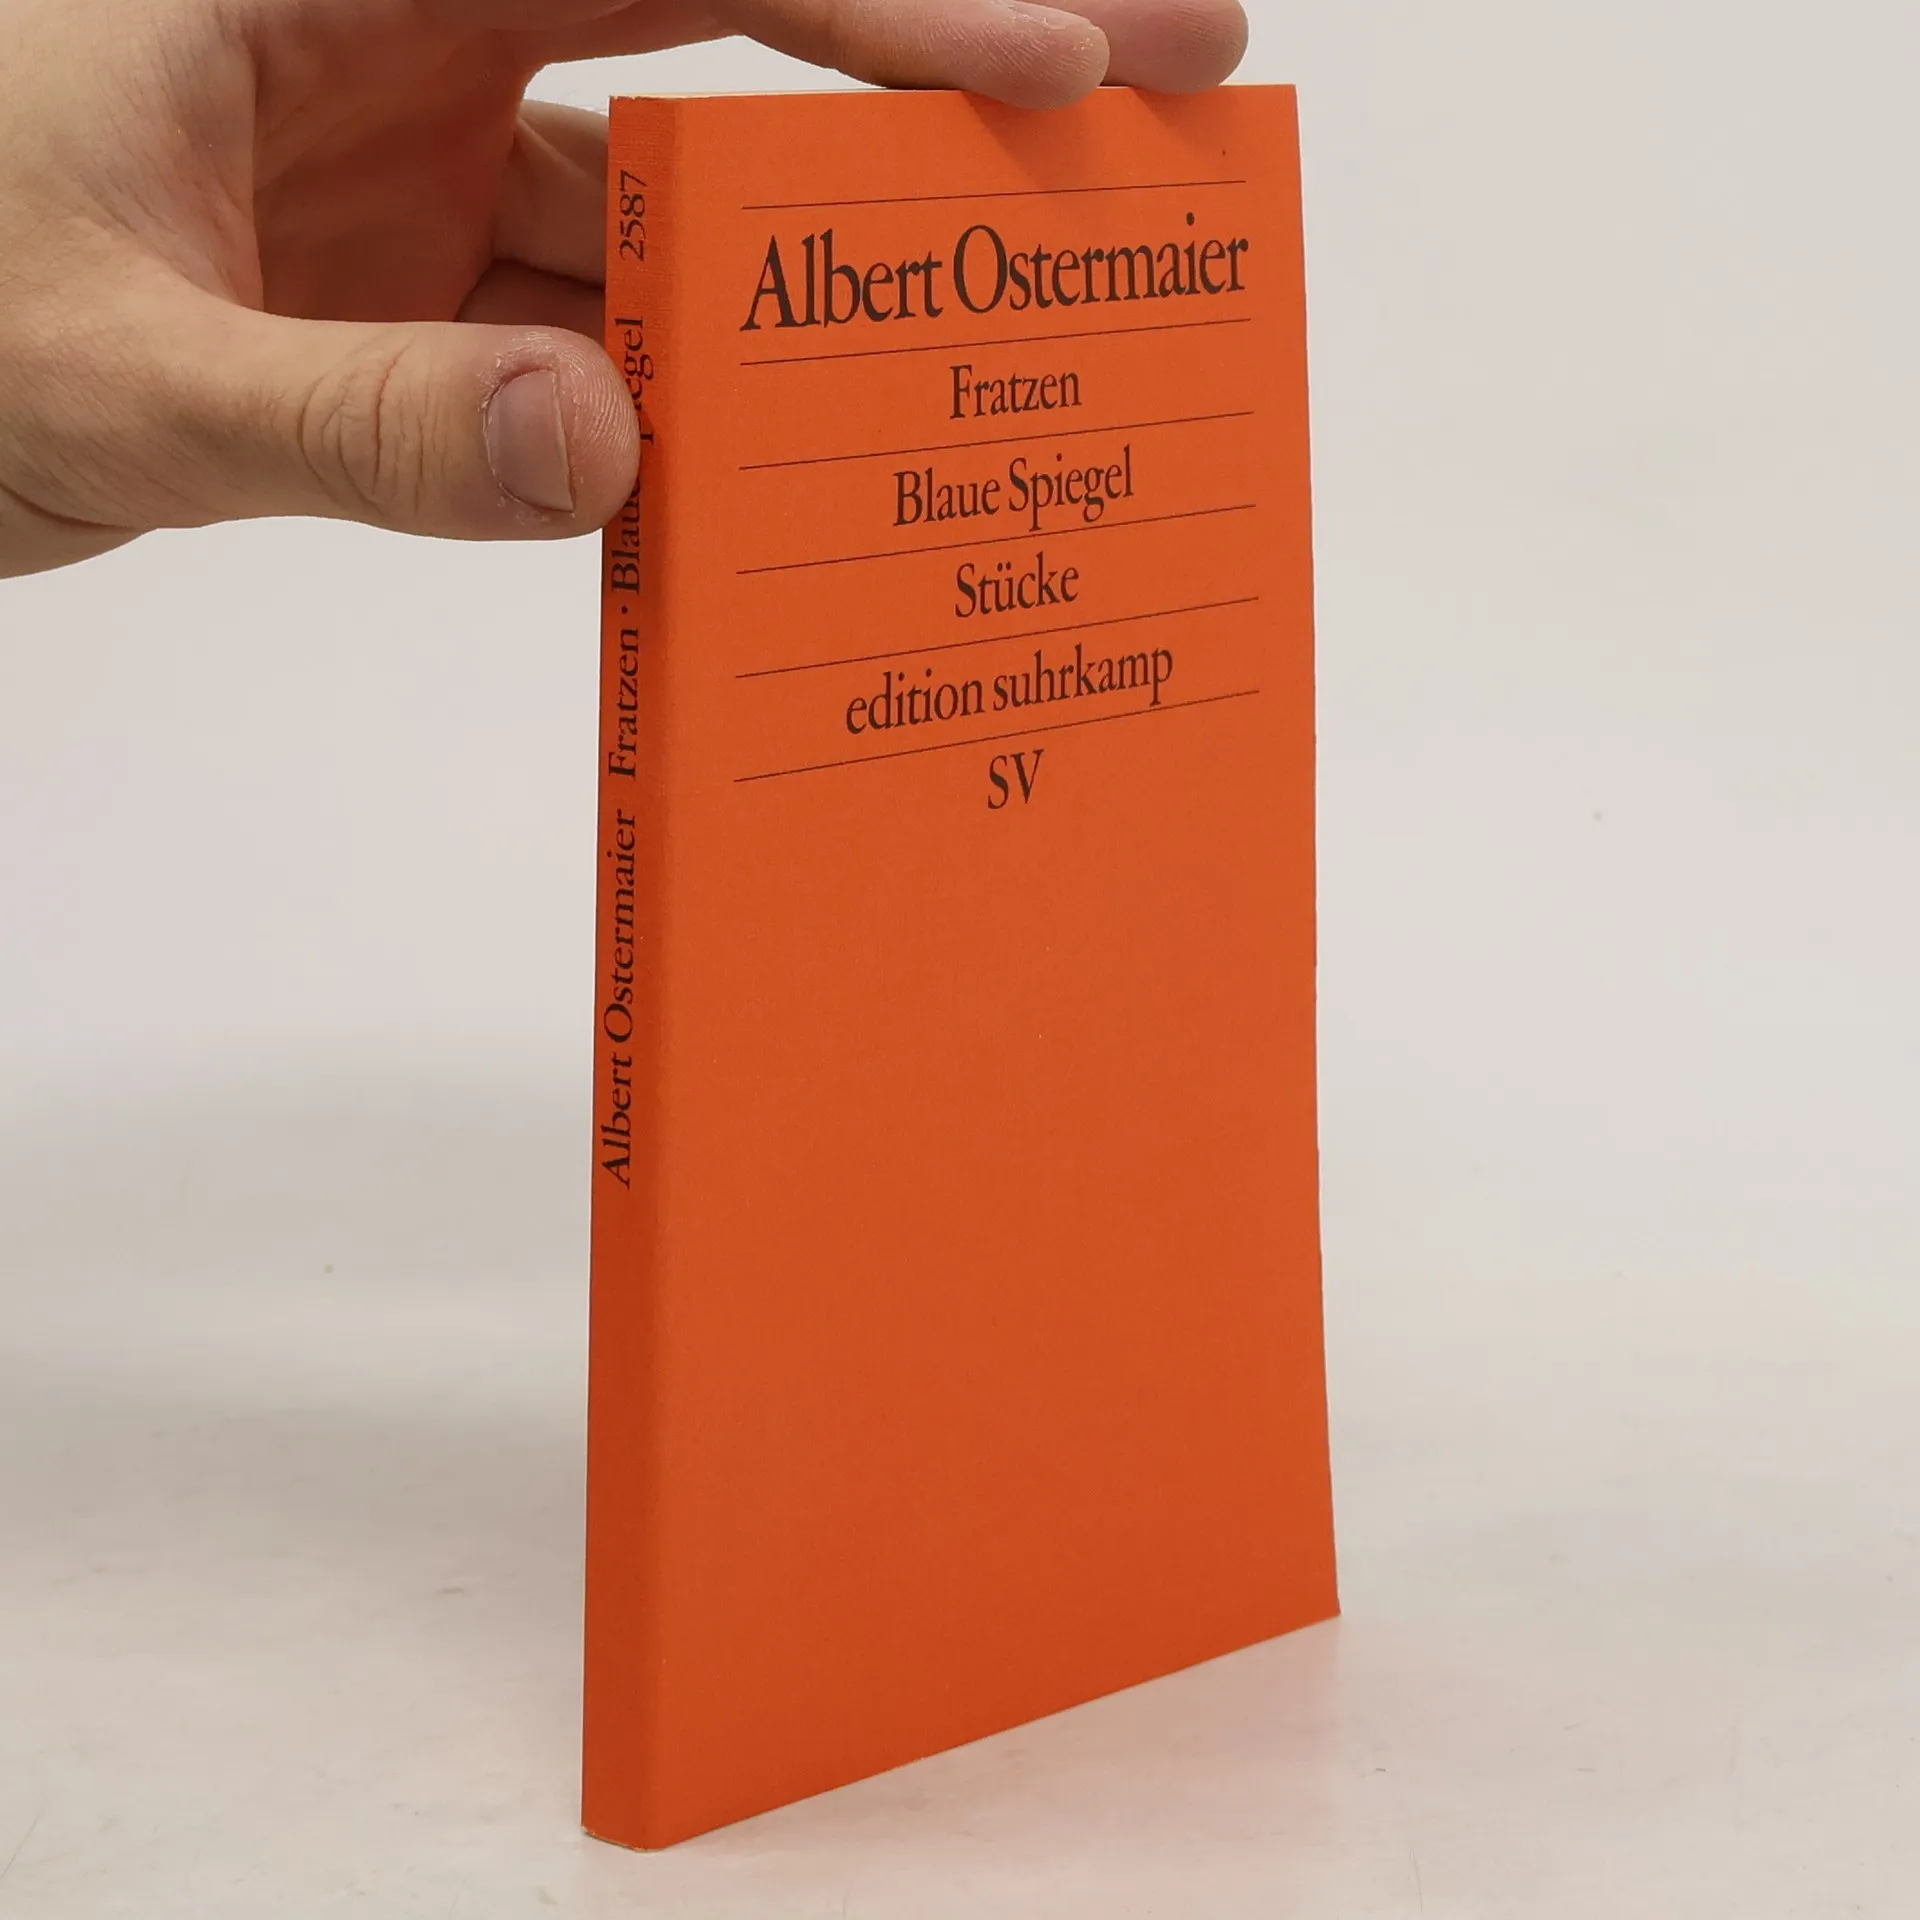 Albert Ostermaier
Fratzen
Blaue Spiegel
Stücke
edition suhrkamp
SV
Albert Ostermaier Fratzen · Blaue Spiegel 2587